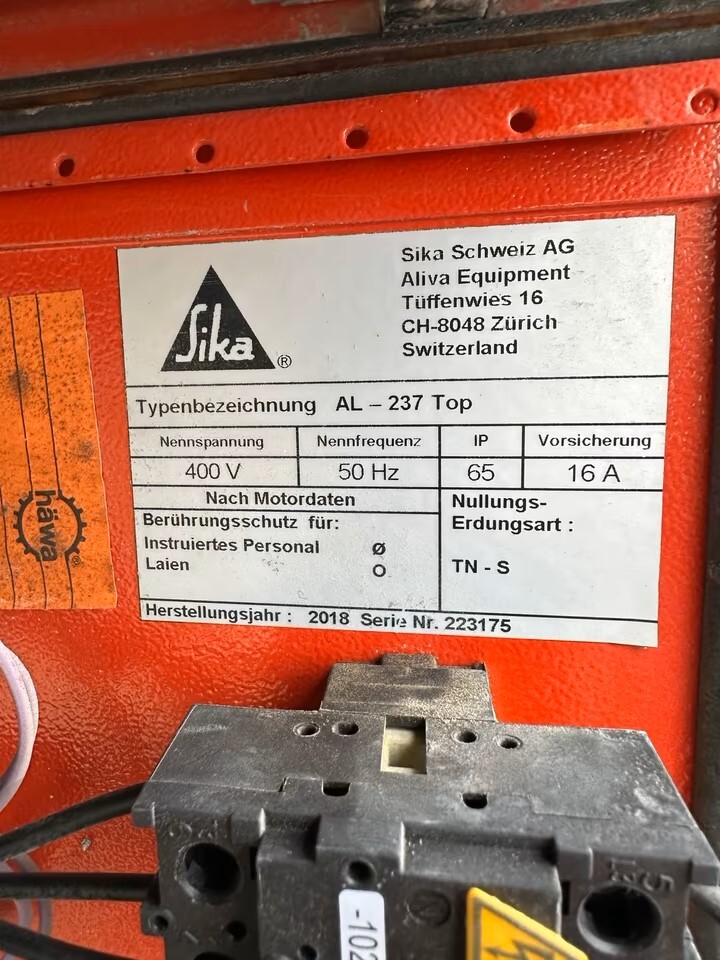 Sika®
Sika Schweiz AG
Aliva Equipment
Tüffenwies 16
CH-8048 Zürich
Switzerland
Typenbezeichnung AL – 237 Top
Nennspannung Nennfrequenz IP Vorsicherung
400 V 50 Hz 65 16 A
Nach Motordaten
Berührungsschutz für:
Instruiertes Personal Ø
Laien O
Nullungs-
Erdungsart :
TN - S
Herstellungsjahr : 2018 Serie Nr. 223175
häwa®
-102